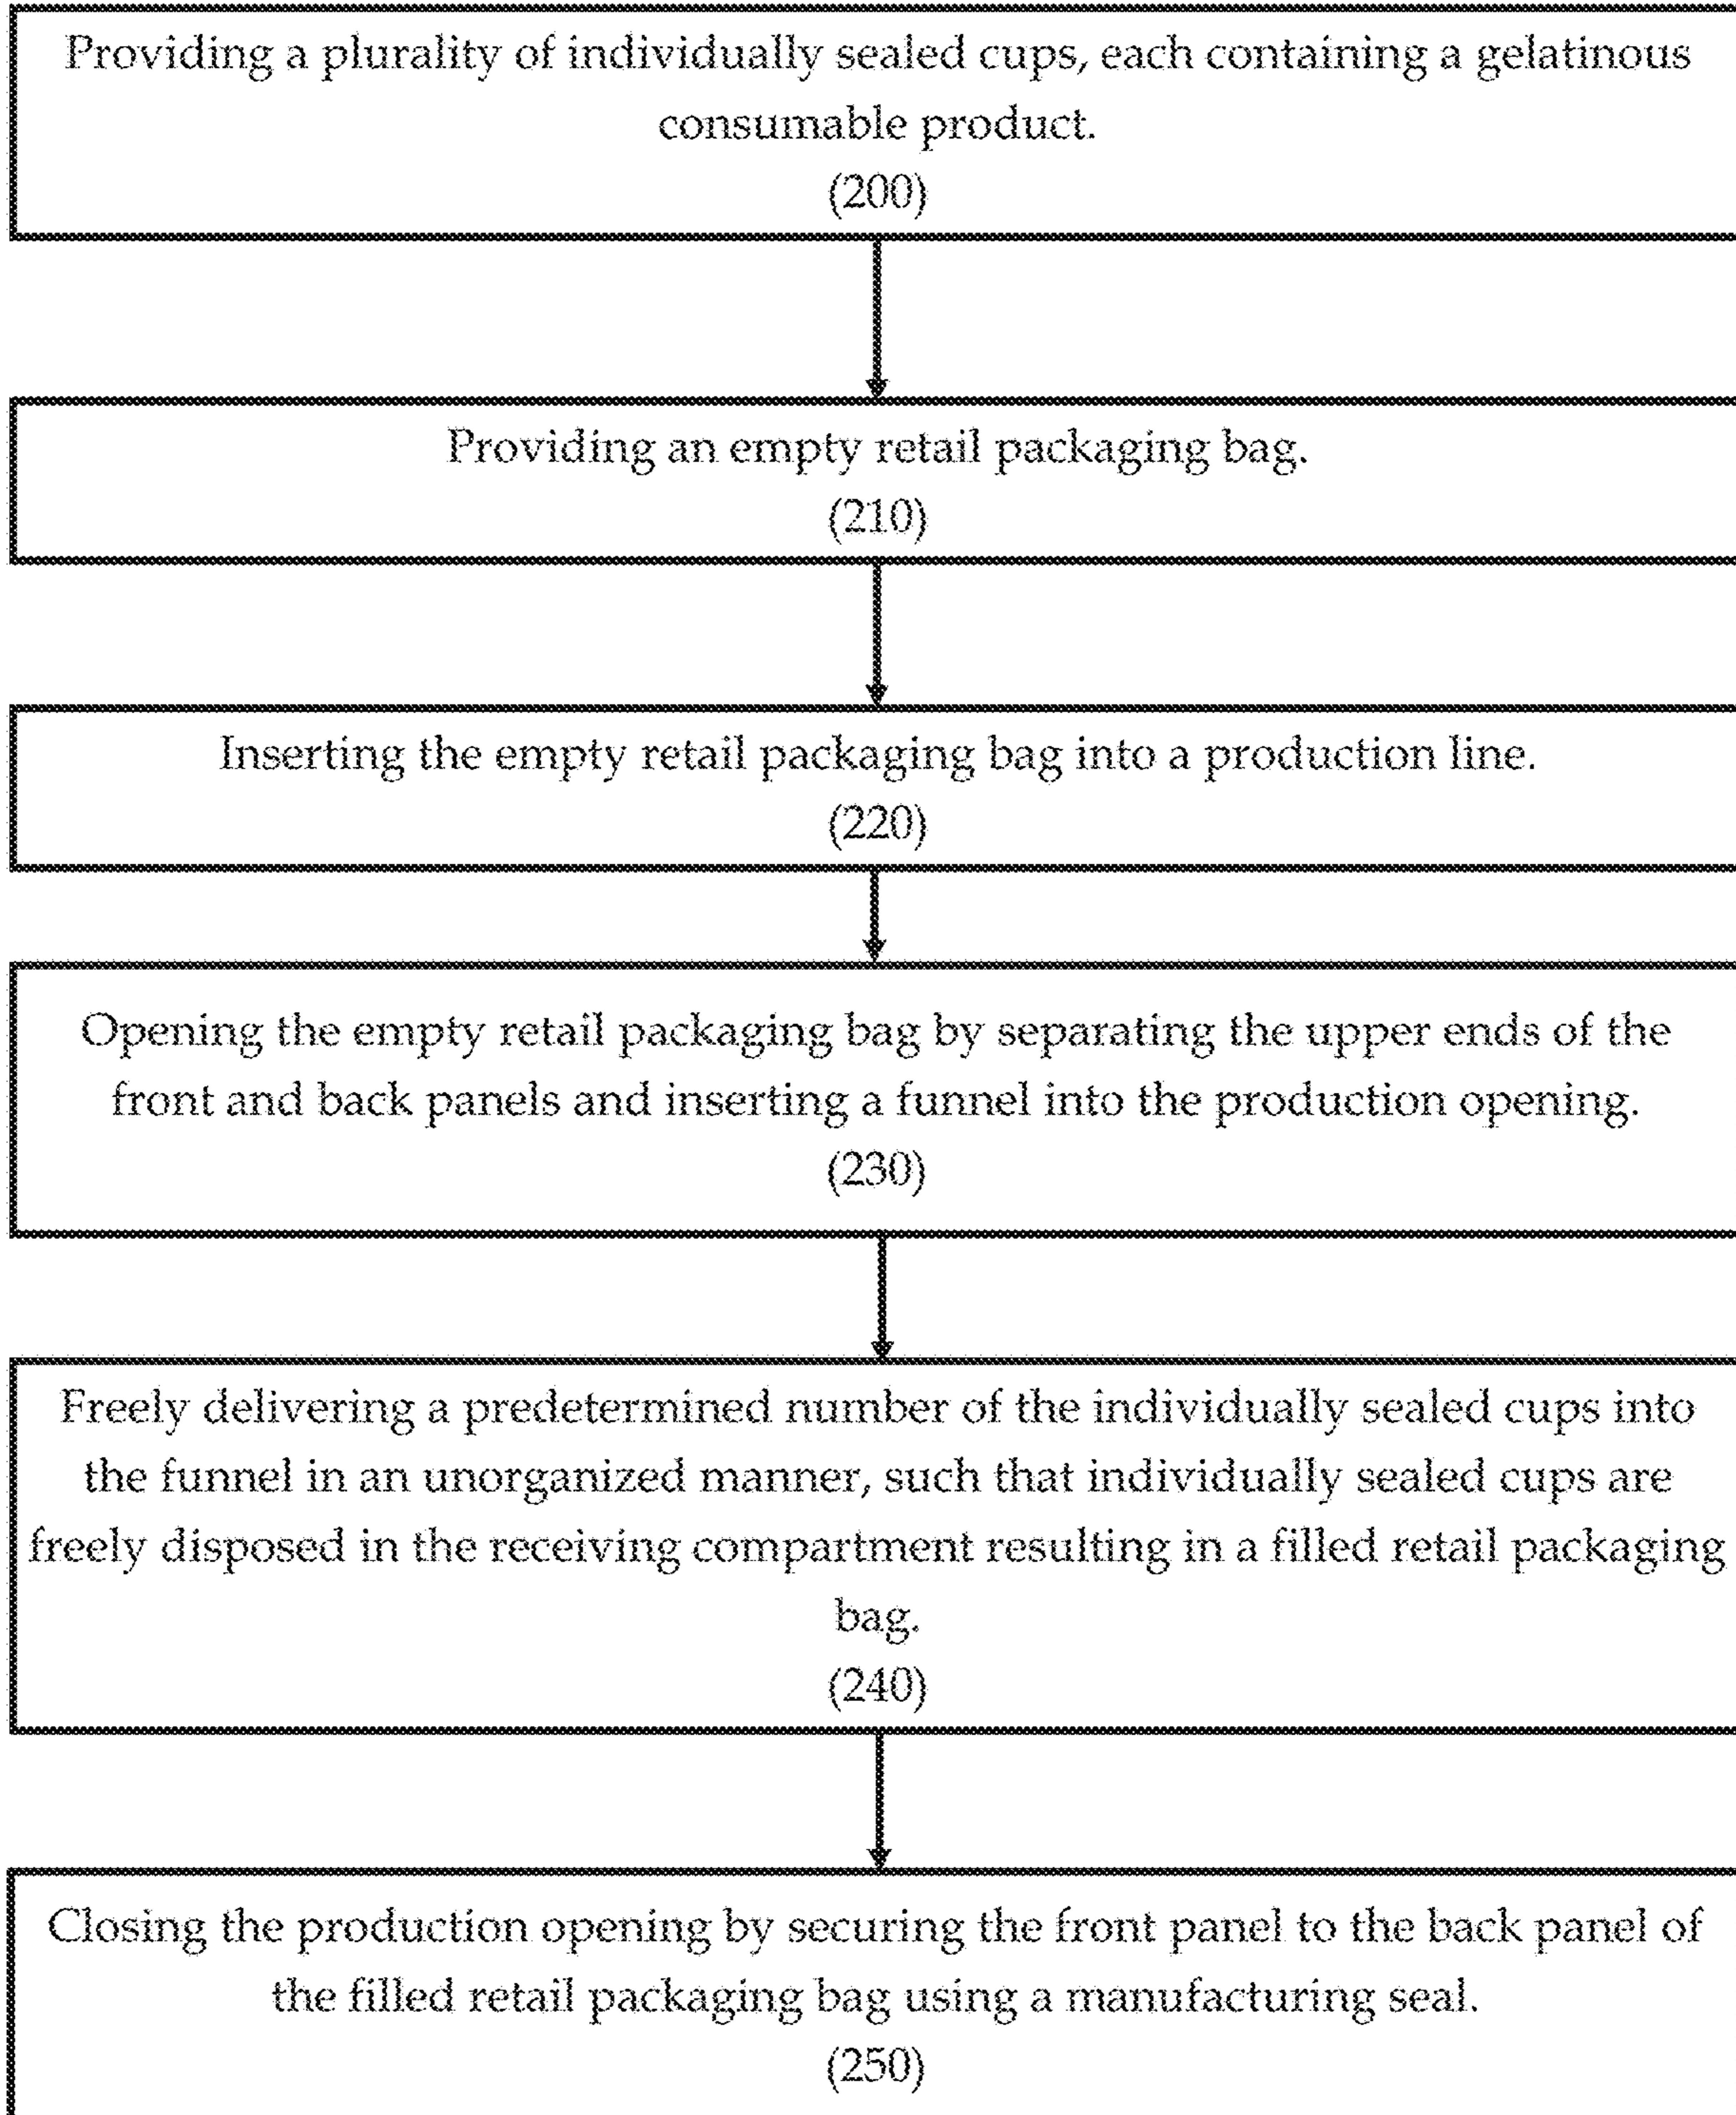 Providing a plurality of individually sealed cups, each containing a gelatinous
consumable product.
(200)
Providing an empty retail packaging bag.
(210)
Inserting the empty retail packaging bag into a production line.
(220)
Opening the empty retail packaging bag by separating the upper ends of the
front and back panels and inserting a funnel into the production opening.
(230)
Freely delivering a predetermined number of the individually sealed cups into
the funnel in an unorganized manner, such that individually sealed cups are
freely disposed in the receiving compartment resulting in a filled retail packaging
bag.
(240)
Closing the production opening by securing the front panel to the back panel of
the filled retail packaging bag using a manufacturing seal.
(250)